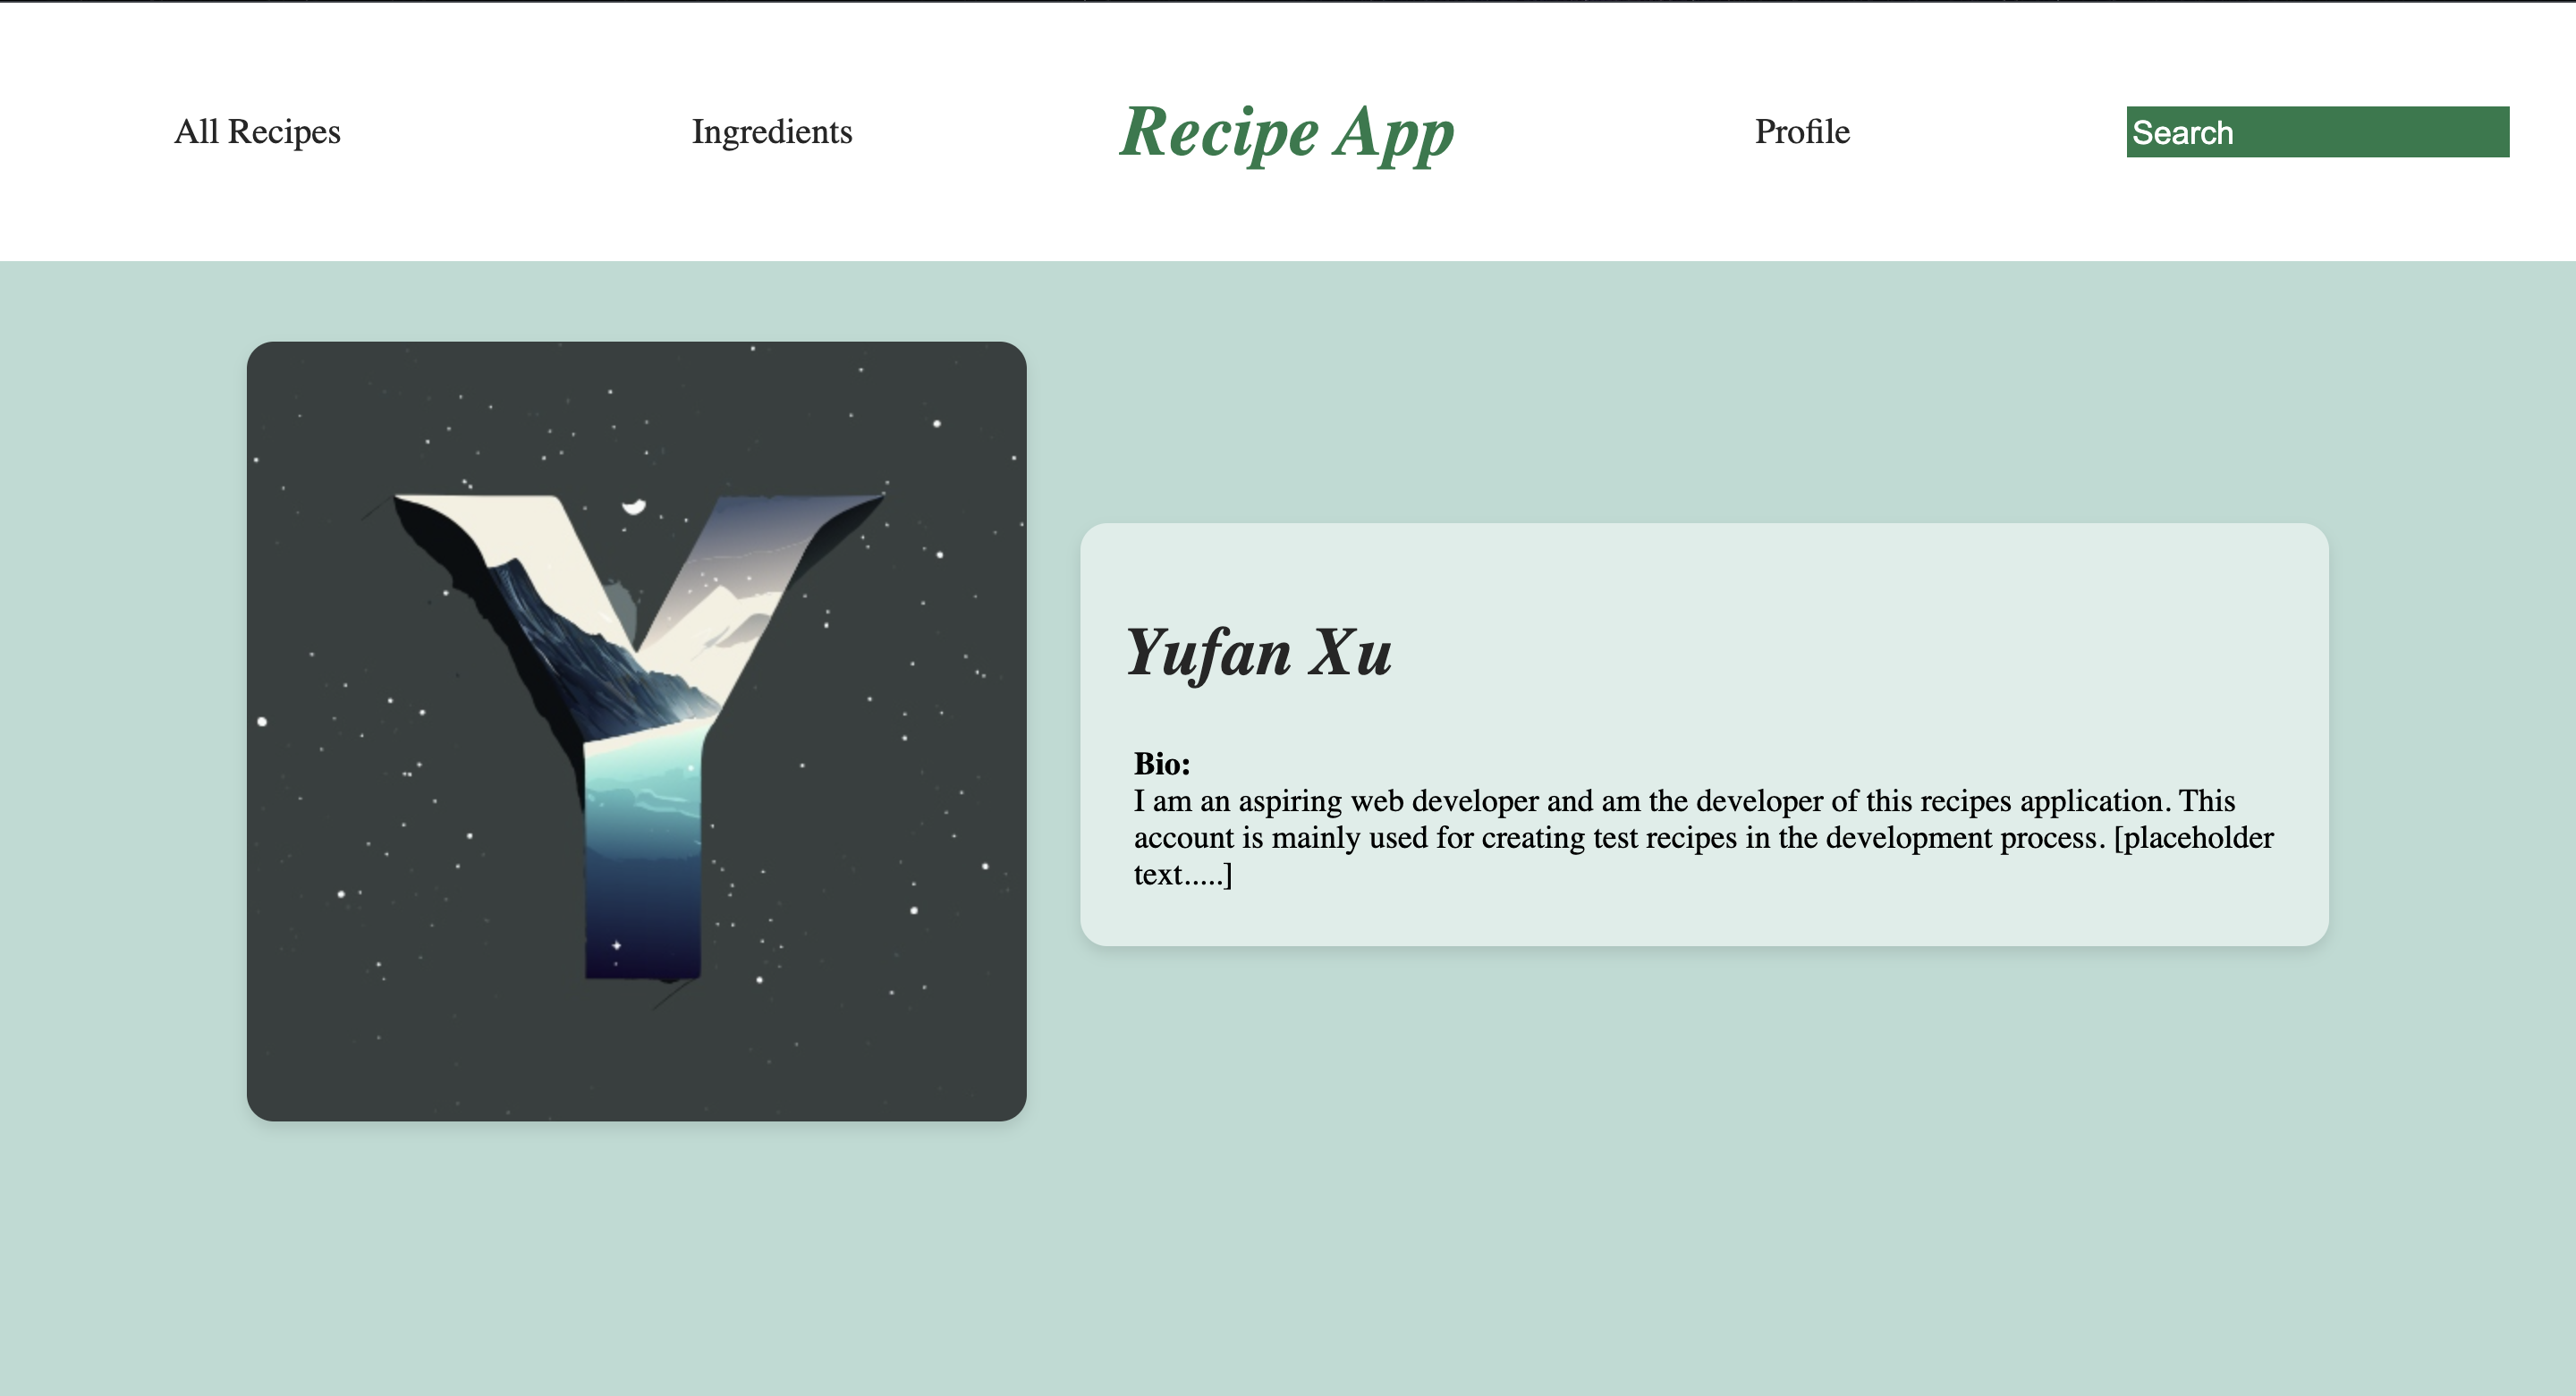 All Recipes
Ingredients
Recipe App
Profile
Search
Y
Yufan Xu
Bio:
I am an aspiring web developer and am the developer of this recipes application. This
account is mainly used for creating test recipes in the development process. [placeholder
text.....]